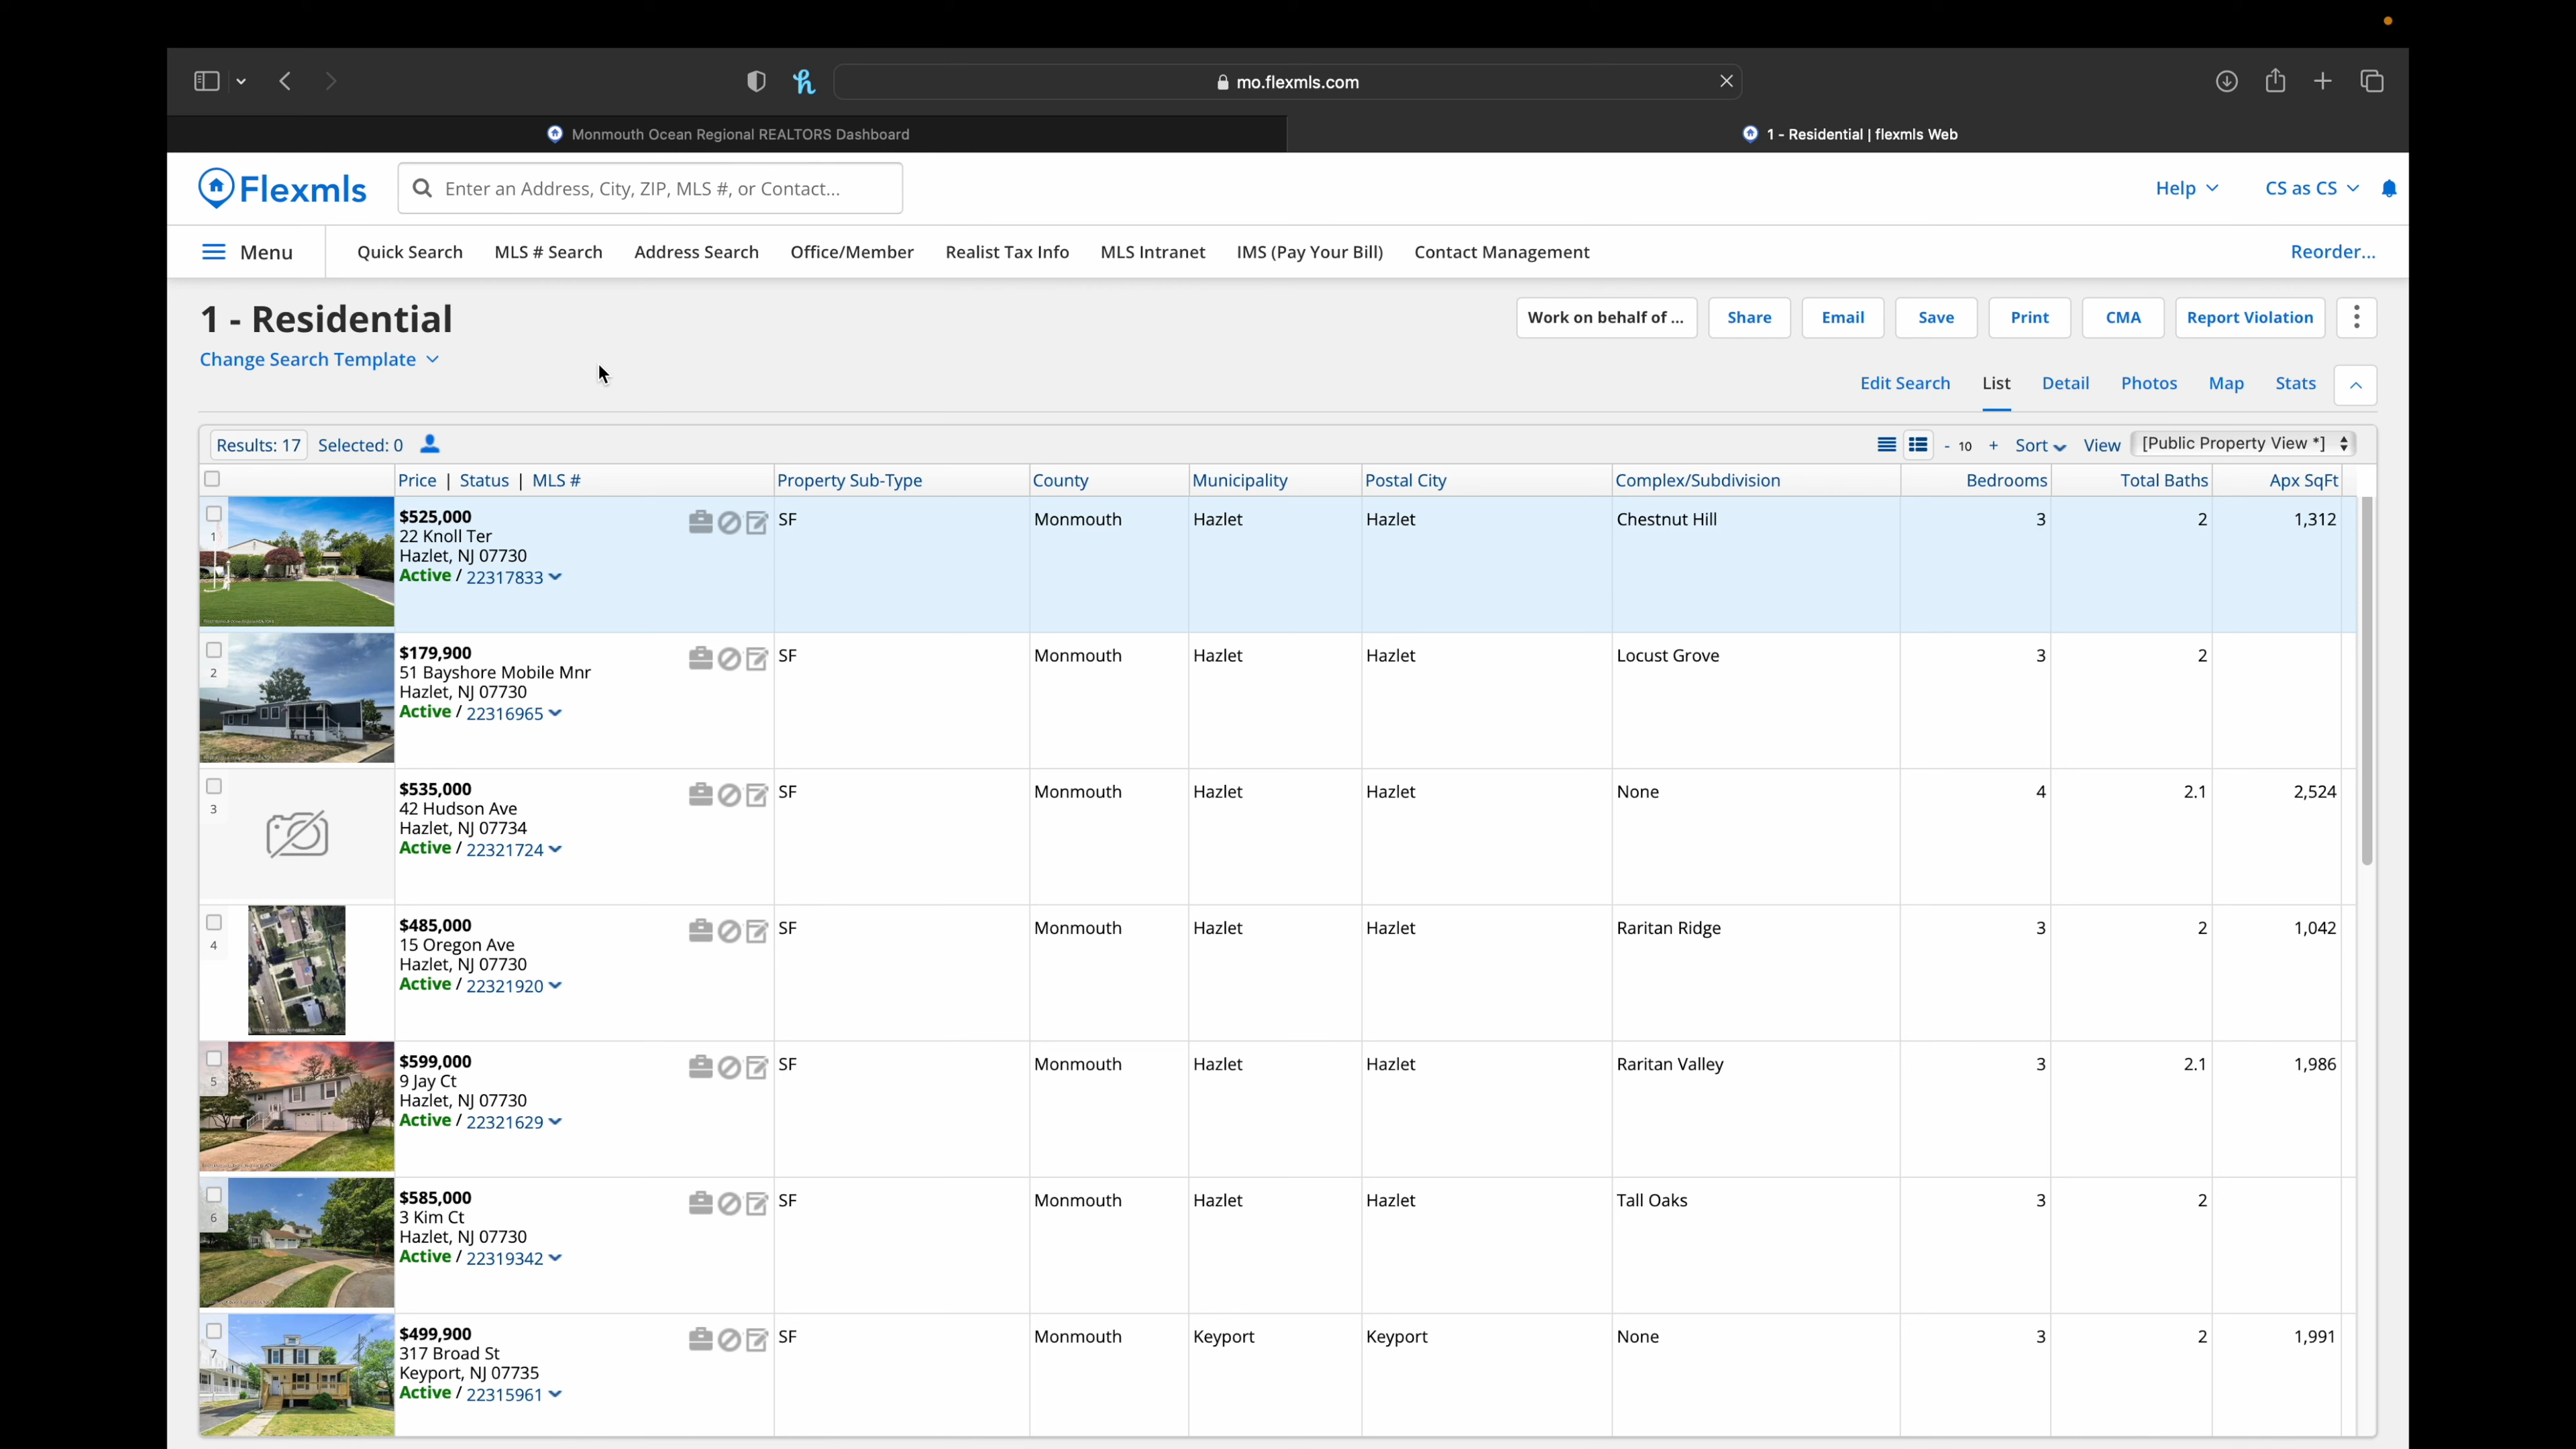 mo.flexmls.com
Monmouth Ocean Regional REALTORS Dashboard
1 - Residential | flexmls Web
Flexmls
Enter an Address, City, ZIP, MLS #, or Contact...
Help
CS as CS
Menu
Quick Search
MLS # Search
Address Search
Office/Member
Realist Tax Info
MLS Intranet
IMS (Pay Your Bill)
Contact Management
Reorder...
1 - Residential
Work on behalf of ...
Share
Email
Save
Print
CMA
Report Violation
Change Search Template
Edit Search
List
Detail
Photos
Map
Stats
Results: 17
Selected: 0
- 10 +
Sort
View
[Public Property View *]
Price | Status | MLS #
Property Sub-Type
County
Municipality
Postal City
Complex/Subdivision
Bedrooms
Total Baths
Apx SqFt
1
$525,000
22 Knoll Ter
Hazlet, NJ 07730
Active / 22317833
SF
Monmouth
Hazlet
Hazlet
Chestnut Hill
3
2
1,312
2
$179,900
51 Bayshore Mobile Mnr
Hazlet, NJ 07730
Active / 22316965
SF
Monmouth
Hazlet
Hazlet
Locust Grove
3
2
3
$535,000
42 Hudson Ave
Hazlet, NJ 07734
Active / 22321724
SF
Monmouth
Hazlet
Hazlet
None
4
2.1
2,524
4
$485,000
15 Oregon Ave
Hazlet, NJ 07730
Active / 22321920
SF
Monmouth
Hazlet
Hazlet
Raritan Ridge
3
2
1,042
5
$599,000
9 Jay Ct
Hazlet, NJ 07730
Active / 22321629
SF
Monmouth
Hazlet
Hazlet
Raritan Valley
3
2.1
1,986
6
$585,000
3 Kim Ct
Hazlet, NJ 07730
Active / 22319342
SF
Monmouth
Hazlet
Hazlet
Tall Oaks
3
2
7
$499,900
317 Broad St
Keyport, NJ 07735
Active / 22315961
SF
Monmouth
Keyport
Keyport
None
3
2
1,991